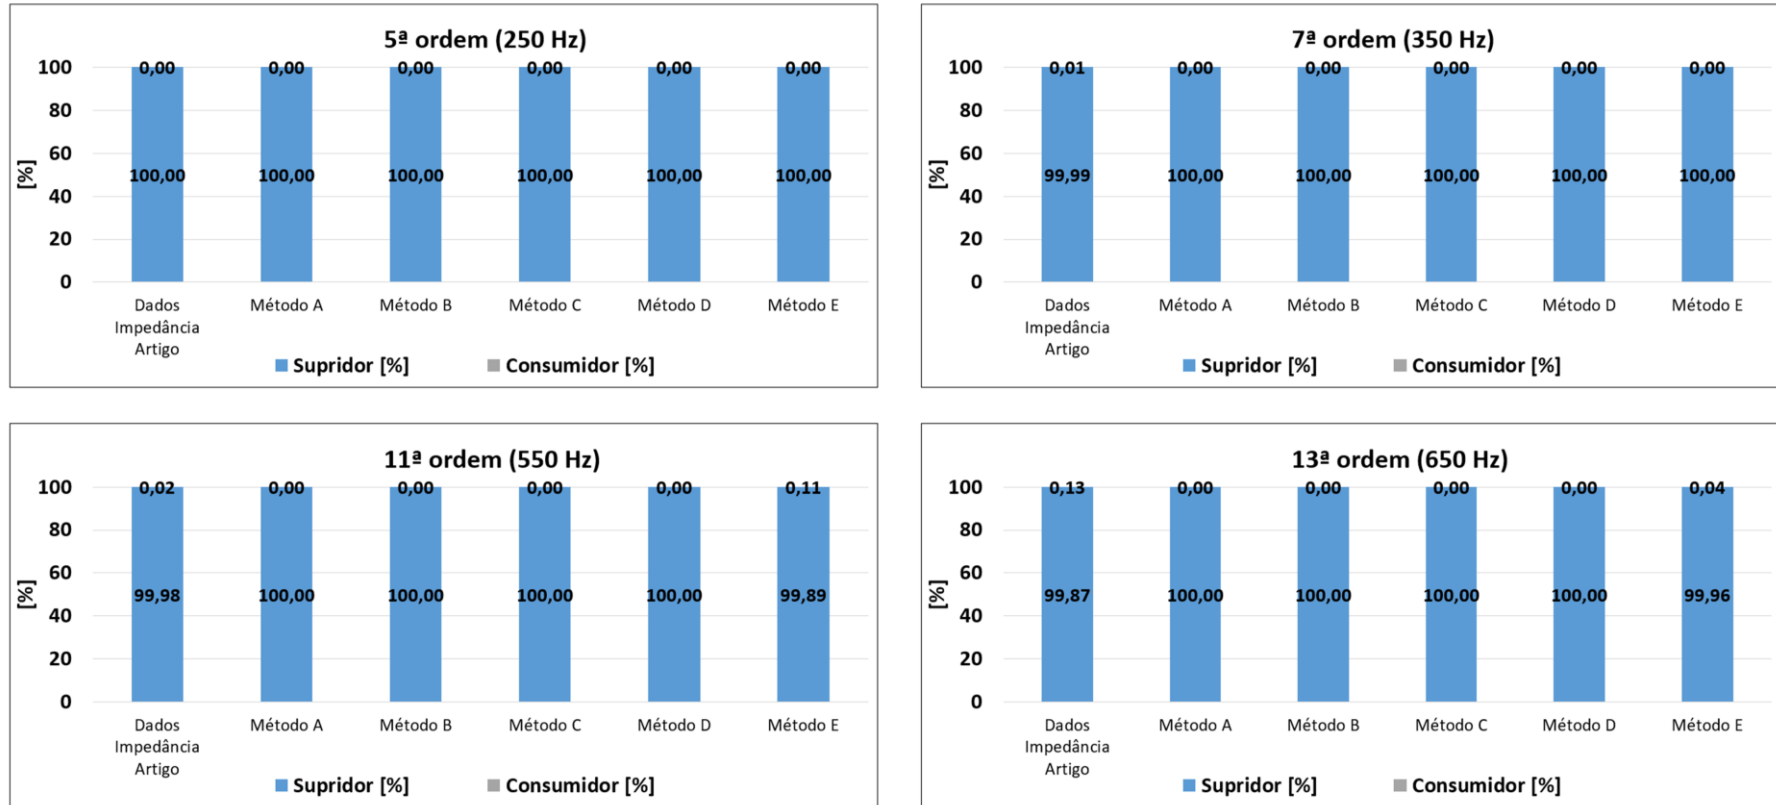 5ª ordem (250 Hz)
100
80
60
40
20
0
[%]
0,00 0,00 0,00 0,00 0,00 0,00
100,00 100,00 100,00 100,00 100,00 100,00
Dados Método A Método B Método C Método D Método E
Impedância
Artigo
Supridor [%] Consumidor [%]
7ª ordem (350 Hz)
100
80
60
40
20
0
[%]
0,01 0,00 0,00 0,00 0,00 0,00
99,99 100,00 100,00 100,00 100,00 100,00
Dados Método A Método B Método C Método D Método E
Impedância
Artigo
Supridor [%] Consumidor [%]
11ª ordem (550 Hz)
100
80
60
40
20
0
[%]
0,02 0,00 0,00 0,00 0,00 0,11
99,98 100,00 100,00 100,00 100,00 99,89
Dados Método A Método B Método C Método D Método E
Impedância
Artigo
Supridor [%] Consumidor [%]
13ª ordem (650 Hz)
100
80
60
40
20
0
[%]
0,13 0,00 0,00 0,00 0,00 0,04
99,87 100,00 100,00 100,00 100,00 99,96
Dados Método A Método B Método C Método D Método E
Impedância
Artigo
Supridor [%] Consumidor [%]